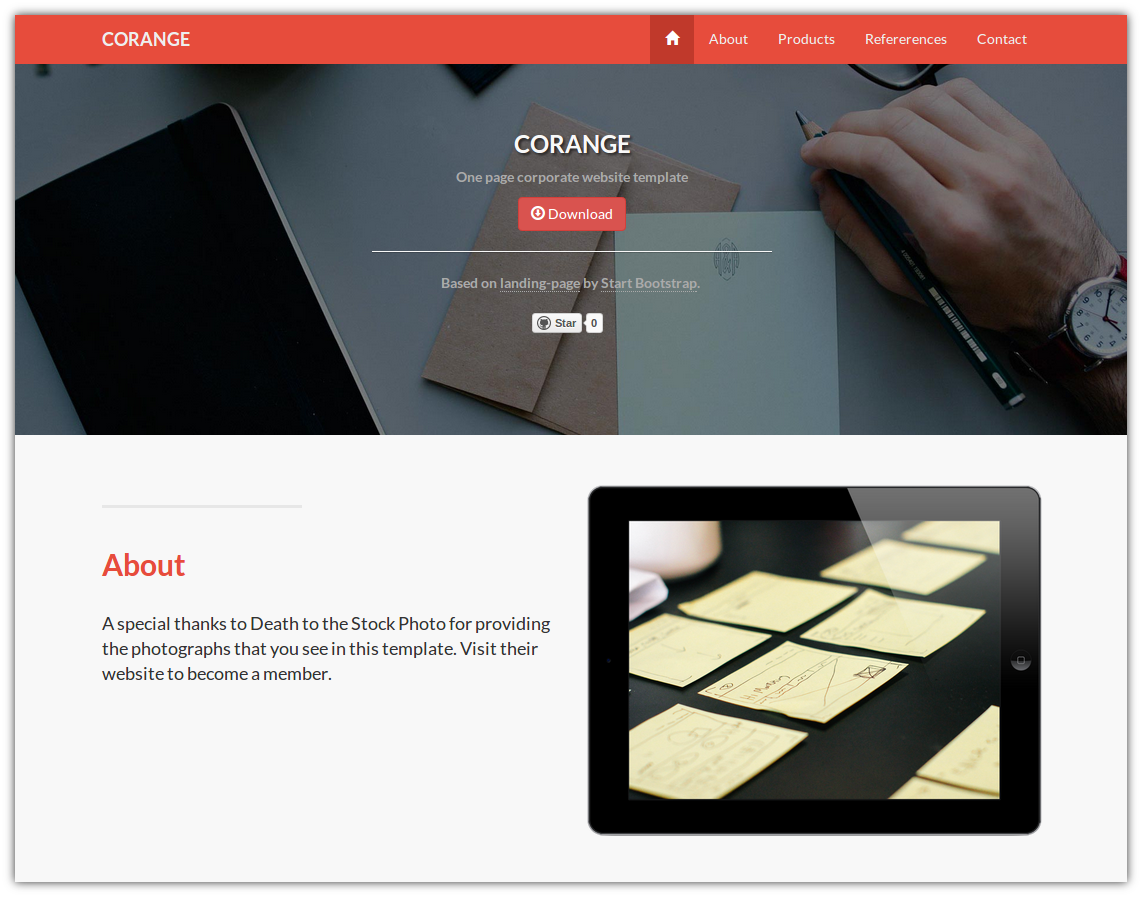 CORANGE
About Products Refererences Contact
CORANGE
One page corporate website template
Download
Based on landing-page by Start Bootstrap.
Star 0
About
A special thanks to Death to the Stock Photo for providing
the photographs that you see in this template. Visit their
website to become a member.